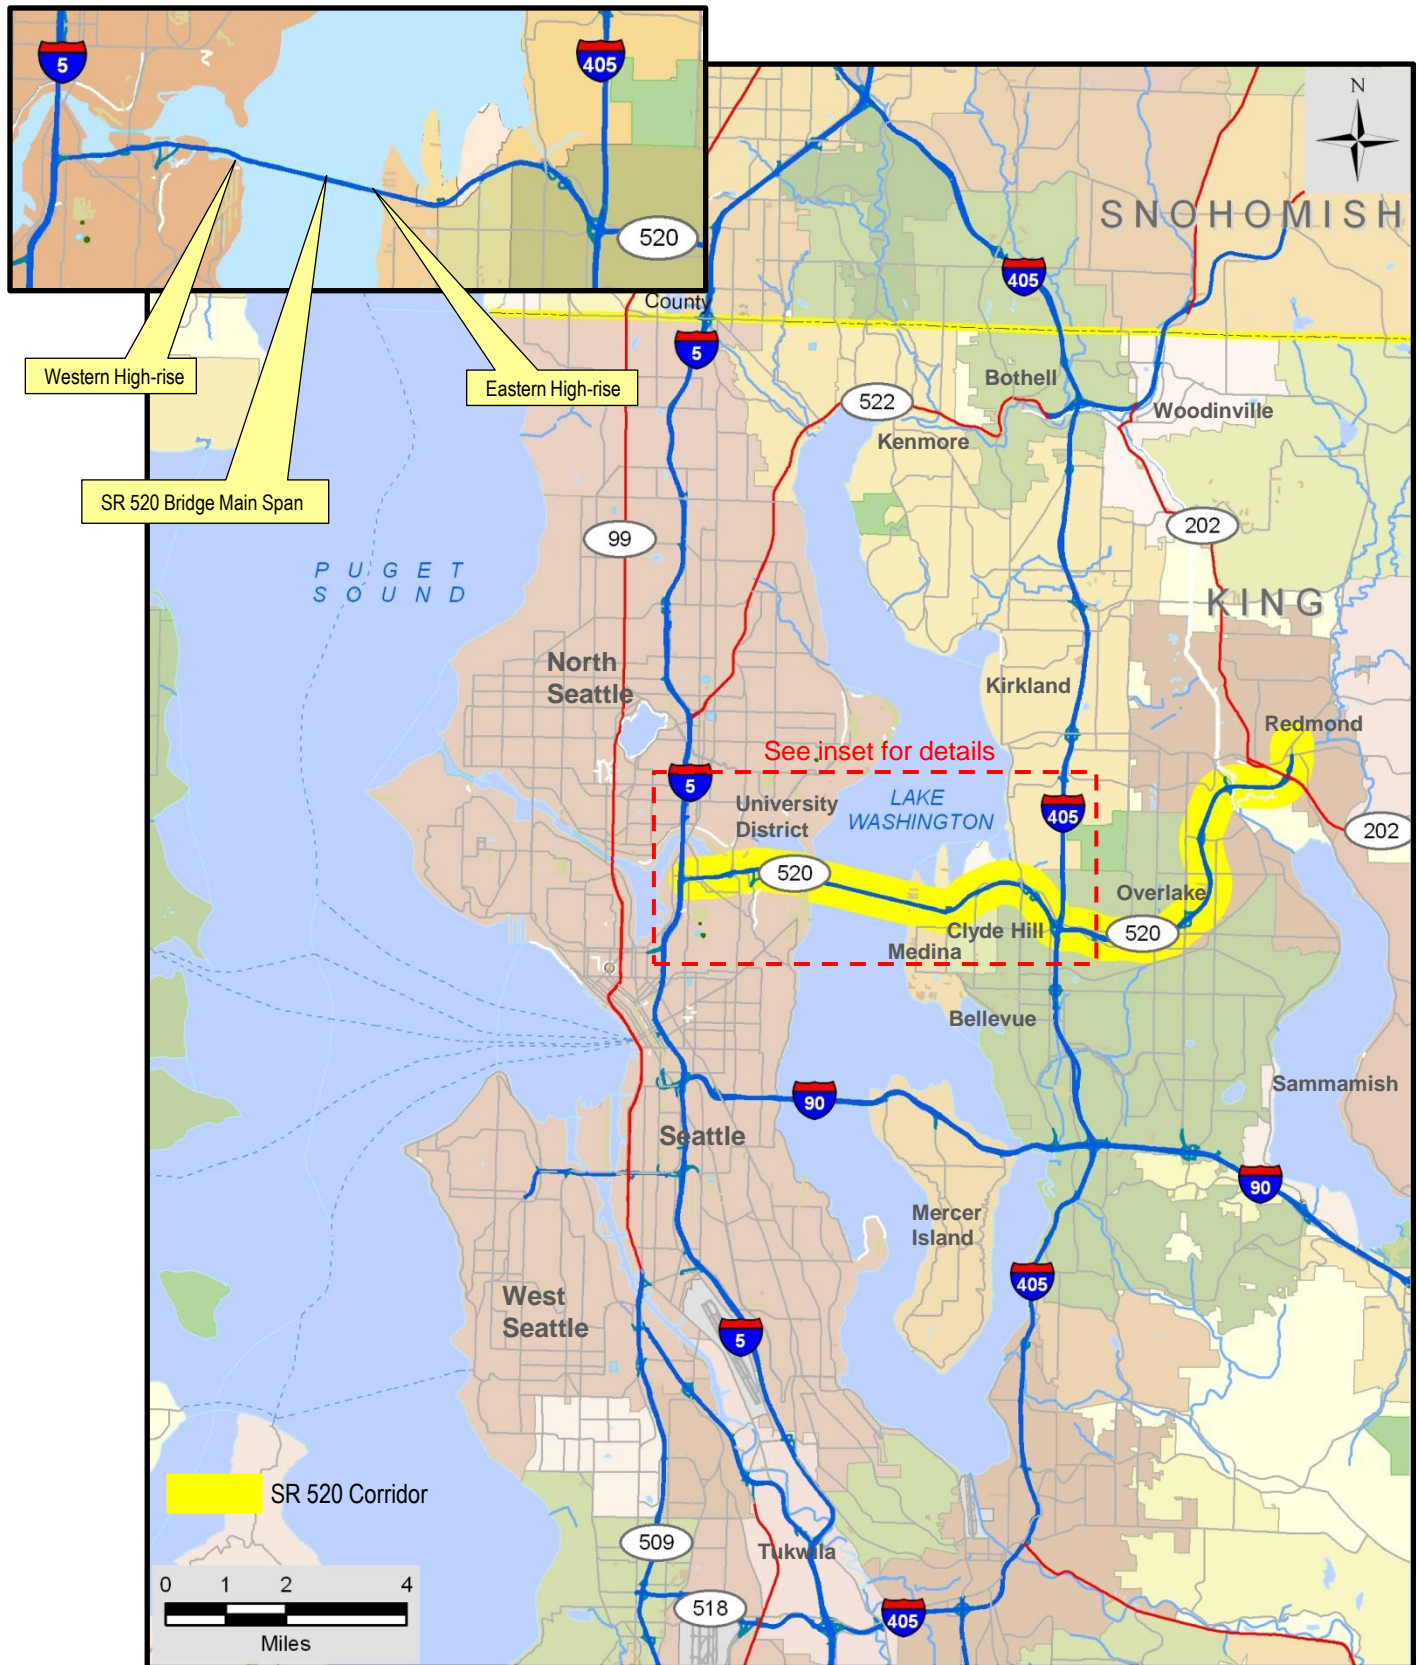 5
405
520
Western High-rise
Eastern High-rise
SR 520 Bridge Main Span
N
SNOHOMISH
405
County
5
522
Bothell
Kenmore
Woodinville
99
202
PUGET
SOUND
KING
North
Seattle
Kirkland
Redmond
See inset for details
5
University
District
LAKE
WASHINGTON
405
202
520
Overlake
Clyde Hill
520
Medina
Bellevue
Sammamish
90
Seattle
90
Mercer
Island
405
West
Seattle
5
SR 520 Corridor
509
Tukwila
518
405
0 1 2 4
Miles